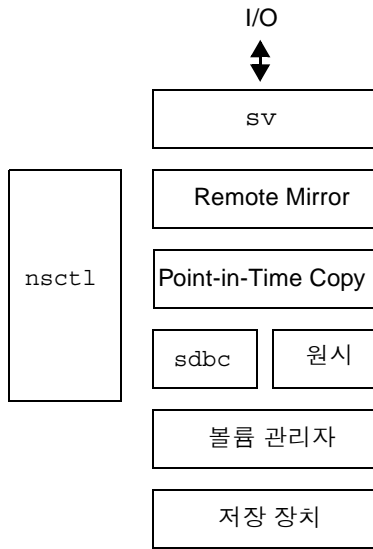 I/O
sv
Remote Mirror
nsctl
Point-in-Time Copy
sdbc
원시
볼륨 관리자
저장 장치